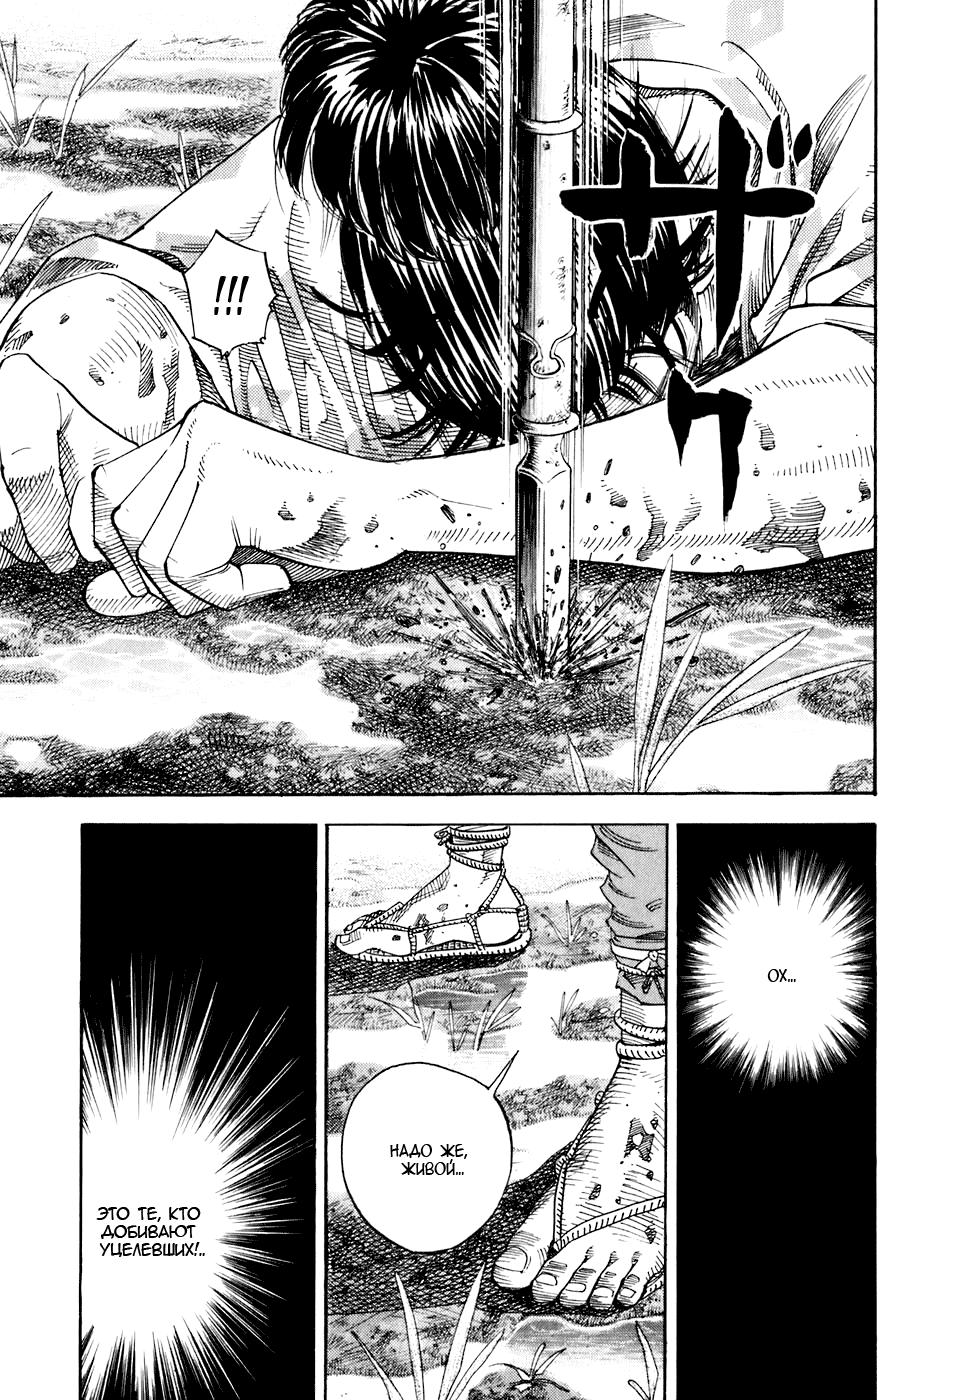 ザ
ク
!!!
ОХ...
НАДО ЖЕ,
ЖИВОЙ...
ЭТО ТЕ, КТО
ДОБИВАЮТ
УЦЕЛЕВШИХ!..